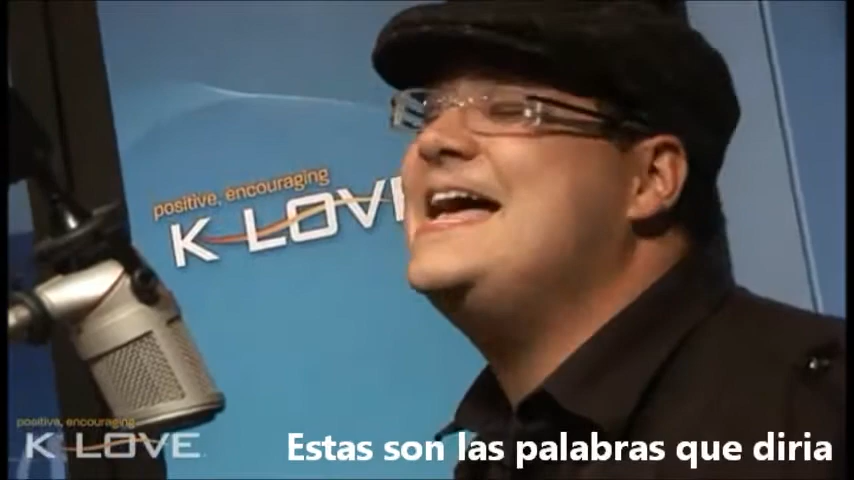 positive, encouraging
K LOVE
positive, encouraging
K LOVE
Estas son las palabras que diria